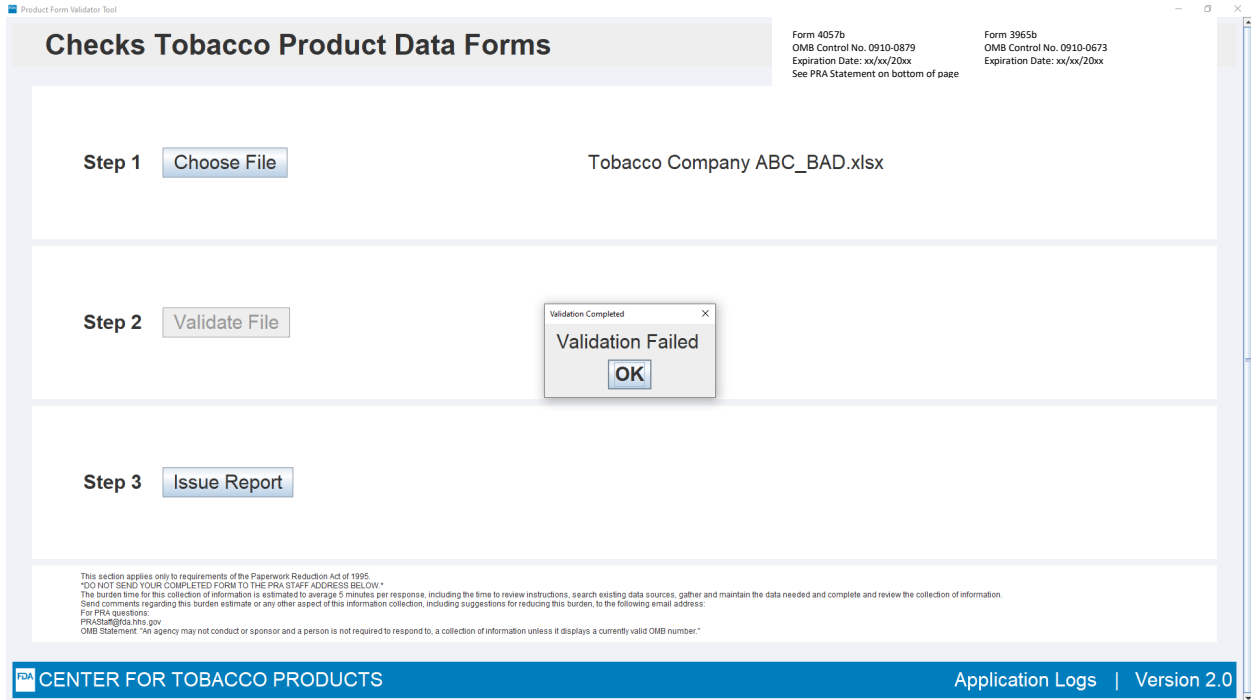 FDA Product Form Validator Tool
Checks Tobacco Product Data Forms
Form 4057b
OMB Control No. 0910-0879
Expiration Date: xx/xx/20xx
See PRA Statement on bottom of page
Form 3965b
OMB Control No. 0910-0673
Expiration Date: xx/xx/20xx
Step 1 Choose File Tobacco Company ABC_BAD.xlsx
Step 2 Validate File
Validation Completed
Validation Failed
OK
Step 3 Issue Report
This section applies only to requirements of the Paperwork Reduction Act of 1995.
*DO NOT SEND YOUR COMPLETED FORM TO THE PRA STAFF ADDRESS BELOW.*
The burden time for this collection of information is estimated to average 5 minutes per response, including the time to review instructions, search existing data sources, gather and maintain the data needed and complete and review the collection of information.
Send comments regarding this burden estimate or any other aspect of this information collection, including suggestions for reducing this burden, to the following email address:
For PRA questions:
PRAStaff@fda.hhs.gov
OMB Statement: "An agency may not conduct or sponsor and a person is not required to respond to, a collection of information unless it displays a currently valid OMB number."
FDA CENTER FOR TOBACCO PRODUCTS Application Logs | Version 2.0